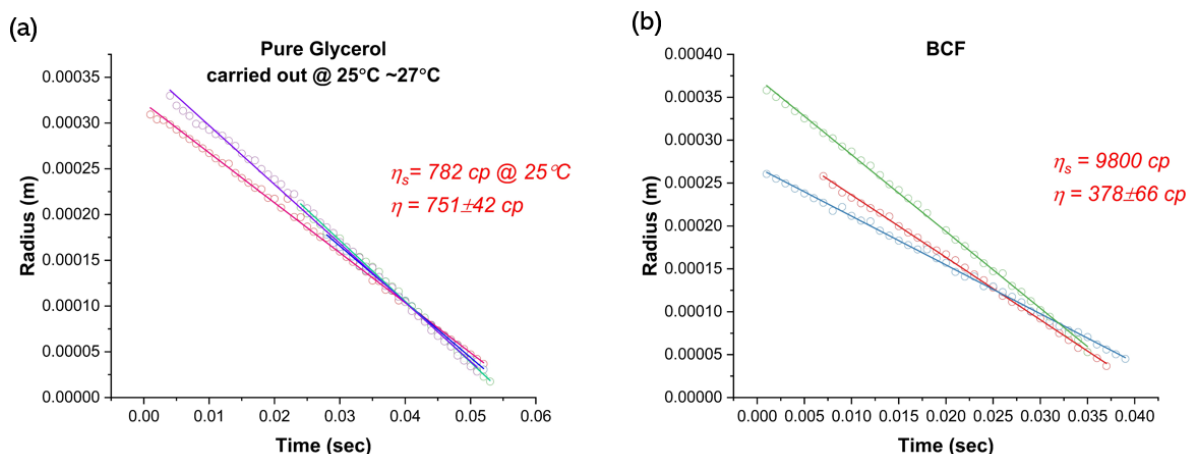 (a)
Pure Glycerol
carried out @ 25°C ~27°C
ηs= 782 cp @ 25°C
η = 751±42 cp
Radius (m)
0.00035
0.00030
0.00025
0.00020
0.00015
0.00010
0.00005
0.00000
0.00 0.01 0.02 0.03 0.04 0.05 0.06
Time (sec)
(b)
BCF
ηs = 9800 cp
η = 378±66 cp
Radius (m)
0.00040
0.00035
0.00030
0.00025
0.00020
0.00015
0.00010
0.00005
0.00000
0.000 0.005 0.010 0.015 0.020 0.025 0.030 0.035 0.040
Time (sec)